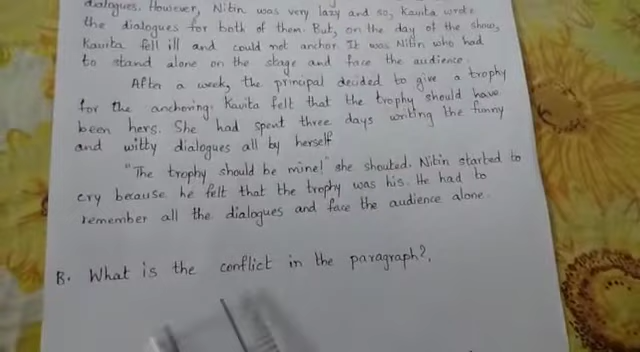 dialogues. However, Nitin was very lazy and so, Kavita wrote
the dialogues for both of them. But, on the day of the show,
Kavita fell ill and could not anchor. It was Nitin who had
to stand alone on the stage and face the audience.
After a week, the principal decided to give a trophy
for the anchoring. Kavita felt that the trophy should have
been hers. She had spent three days writing the funny
and witty dialogues all by herself
"The trophy should be mine!" she shouted. Nitin started to
cry because he felt that the trophy was his. He had to
remember all the dialogues and face the audience alone.
B. What is the conflict in the paragraph?